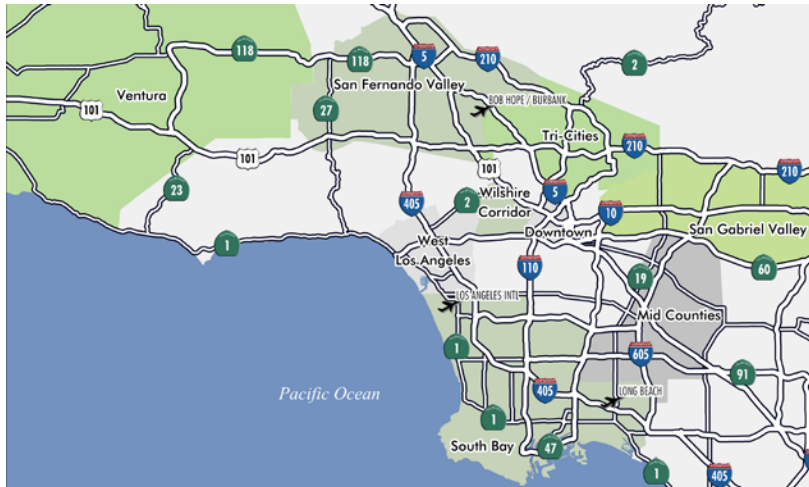 118
118
5
210
2
San Fernando Valley
Ventura
101
27
BOB HOPE / BURBANK
Tri-Cities
210
101
101
210
23
405
2
Wilshire
Corridor
5
10
1
West
Los Angeles
Downtown
San Gabriel Valley
110
19
60
LOS ANGELES INTL
Mid Counties
1
605
91
Pacific Ocean
405
LONG BEACH
1
South Bay
47
1
405